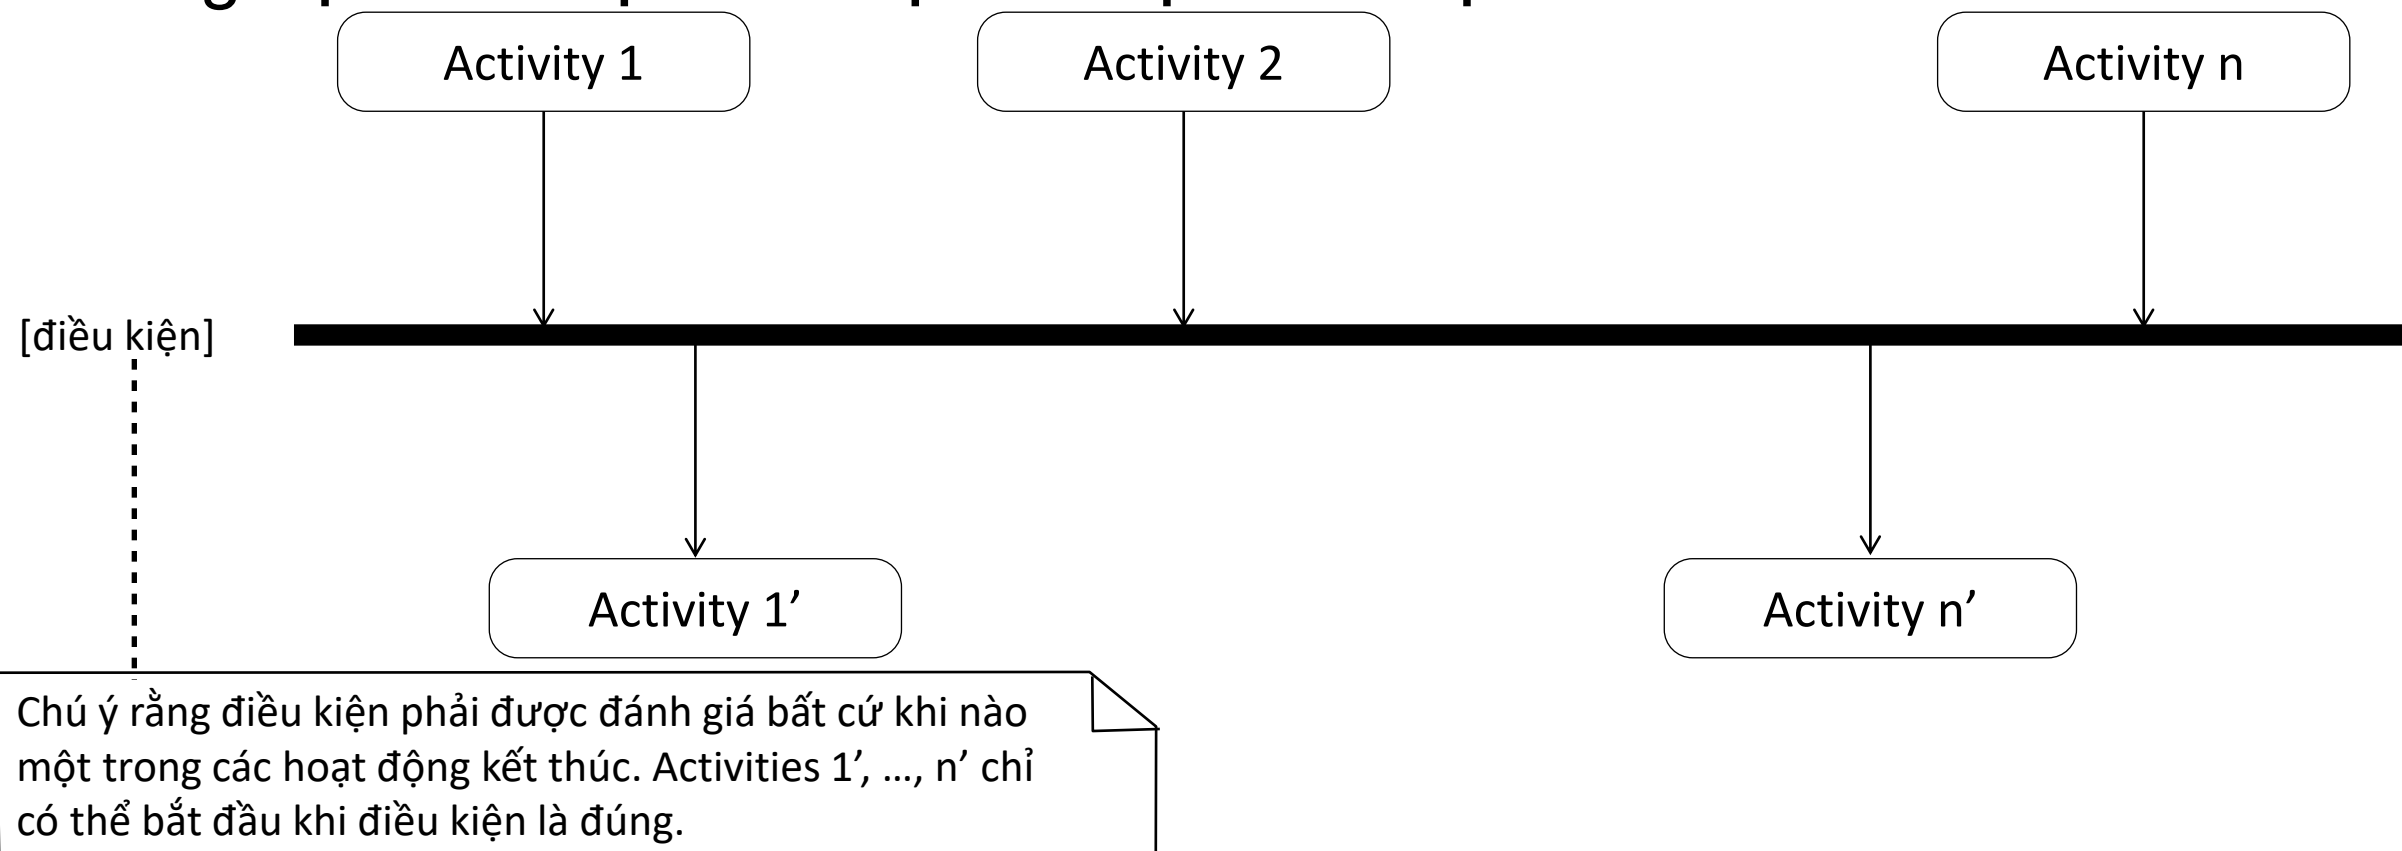 Activity 1
Activity 2
Activity n
[điều kiện]
Activity 1’
Activity n’
Chú ý rằng điều kiện phải được đánh giá bất cứ khi nào
một trong các hoạt động kết thúc. Activities 1’, …, n’ chỉ
có thể bắt đầu khi điều kiện là đúng.